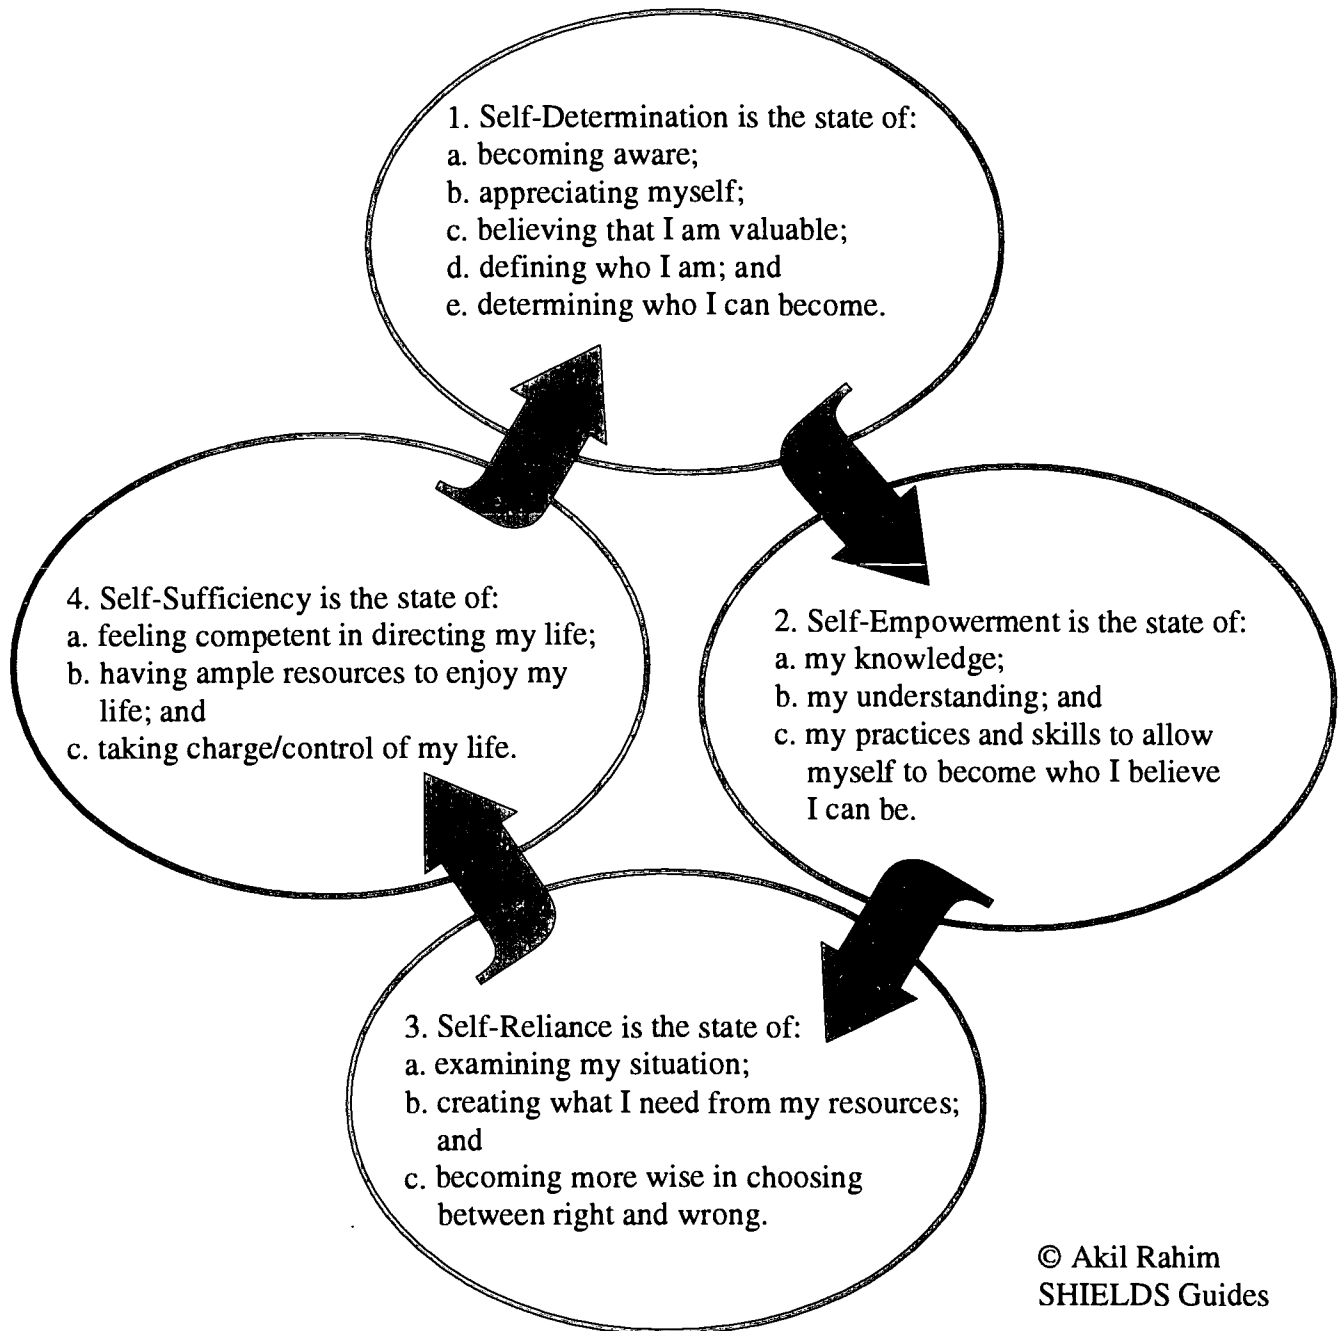 1. Self-Determination is the state of:
a. becoming aware;
b. appreciating myself;
c. believing that I am valuable;
d. defining who I am; and
e. determining who I can become.
2. Self-Empowerment is the state of:
a. my knowledge;
b. my understanding; and
c. my practices and skills to allow
myself to become who I believe
I can be.
3. Self-Reliance is the state of:
a. examining my situation;
b. creating what I need from my resources;
and
c. becoming more wise in choosing
between right and wrong.
4. Self-Sufficiency is the state of:
a. feeling competent in directing my life;
b. having ample resources to enjoy my
life; and
c. taking charge/control of my life.
© Akil Rahim
SHIELDS Guides